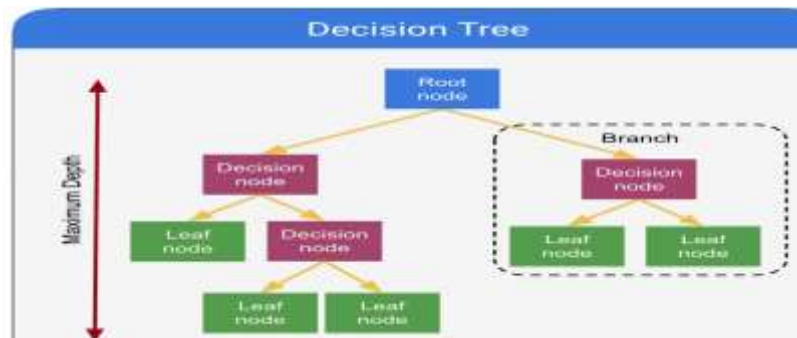 Decision Tree
Root
node
Branch
Maximum Depth
Decision
node
Decision
node
Leaf
node
Decision
node
Leaf
node
Leaf
node
Leaf
node
Leaf
node